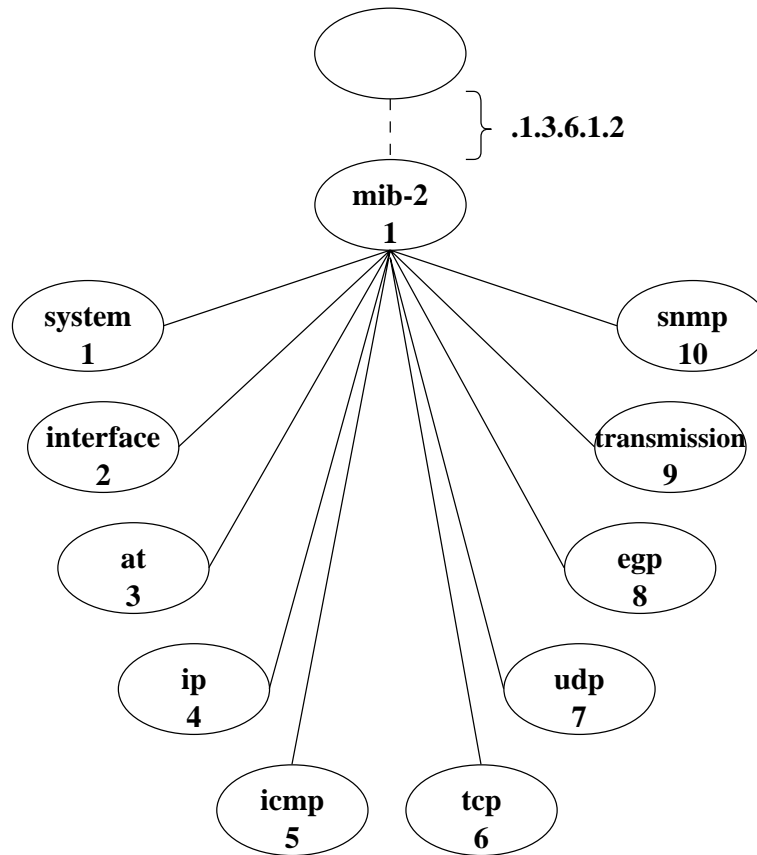 .1.3.6.1.2
mib-2
1
system
1
snmp
10
interface
2
transmission
9
at
3
egp
8
ip
4
udp
7
icmp
5
tcp
6